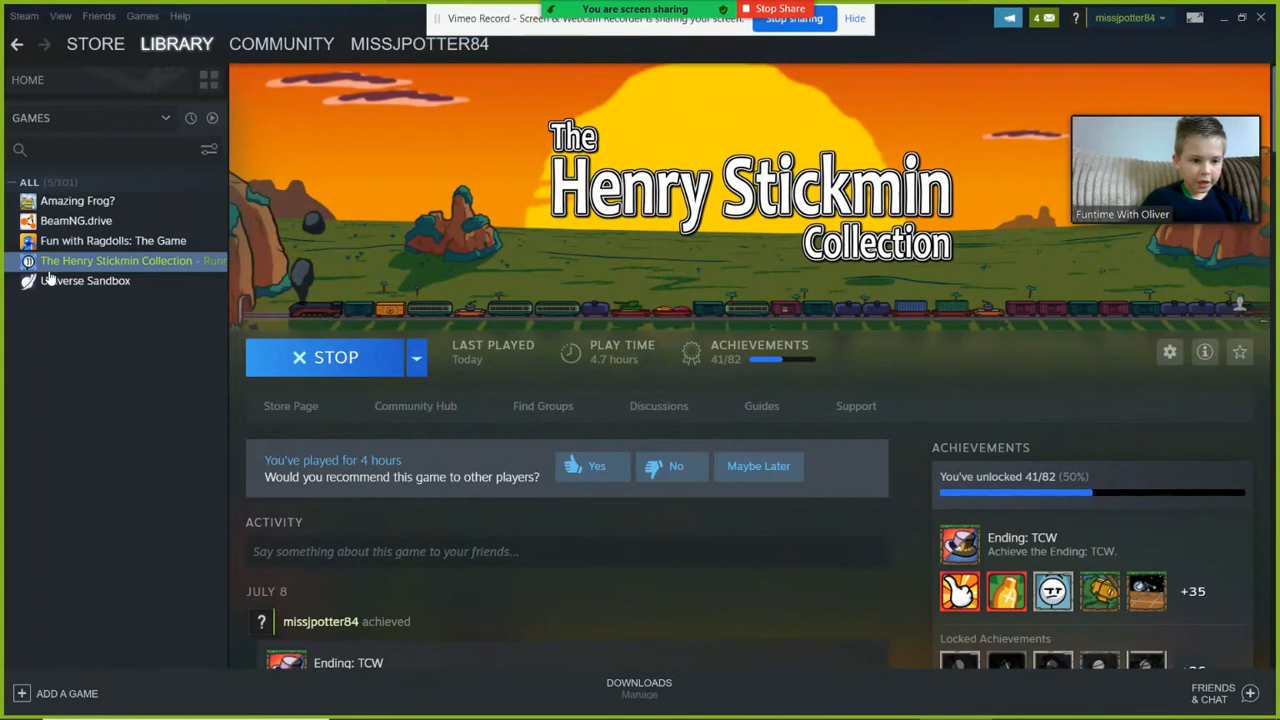 Steam View Friends Games Help
You are screen sharing
Stop Share
Vimeo Record - Screen & Webcam Recorder is sharing your screen.
Stop sharing
Hide
4
?
missjpotter84
STORE LIBRARY COMMUNITY MISSJPOTTER84
HOME
GAMES
ALL (5/101)
Amazing Frog?
BeamNG.drive
Fun with Ragdolls: The Game
The Henry Stickmin Collection - Runn
Universe Sandbox
The
Henry Stickmin
Collection
Funtime With Oliver
STOP
LAST PLAYED
Today
PLAY TIME
4.7 hours
ACHIEVEMENTS
41/82
Store Page Community Hub Find Groups Discussions Guides Support
You've played for 4 hours
Would you recommend this game to other players?
Yes
No
Maybe Later
ACTIVITY
Say something about this game to your friends...
JULY 8
? missjpotter84 achieved
Ending: TCW
ACHIEVEMENTS
You've unlocked 41/82 (50%)
Ending: TCW
Achieve the Ending: TCW.
+35
Locked Achievements
ADD A GAME
DOWNLOADS
Manage
FRIENDS
& CHAT